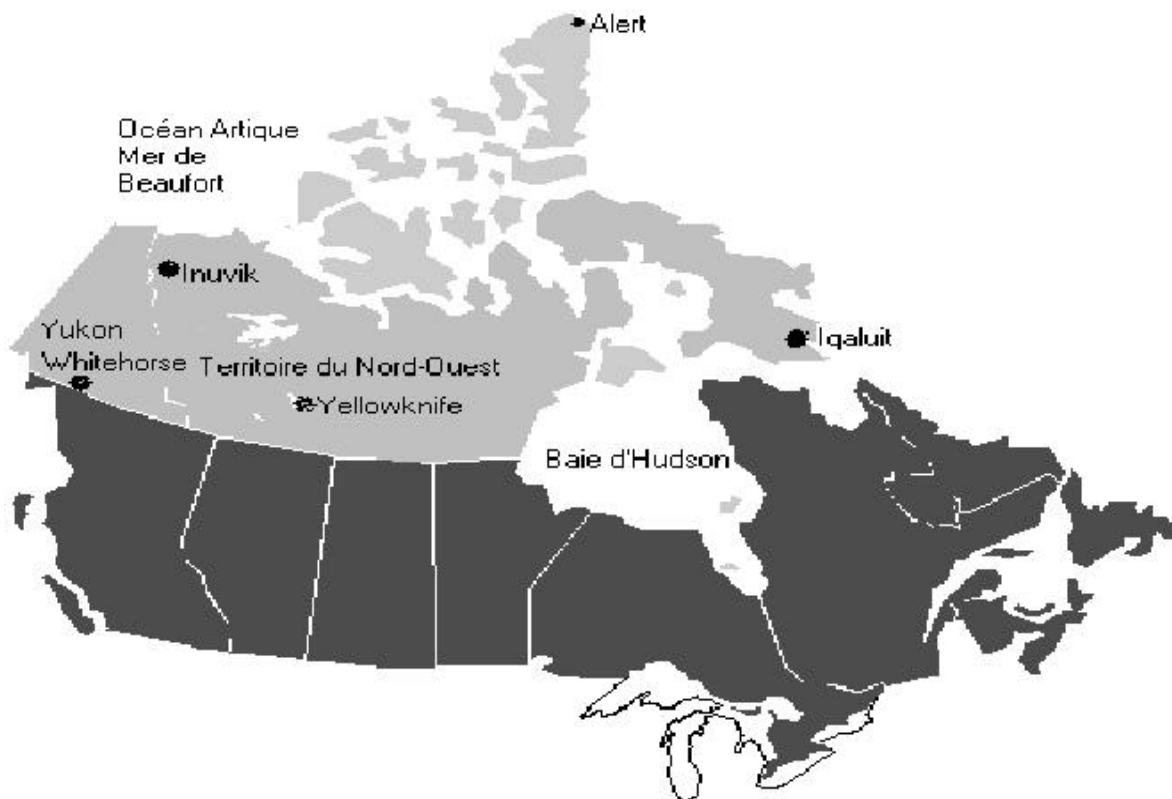 Alert
Océan Artique
Mer de
Beaufort
Inuvik
Yukon
Whitehorse
Territoire du Nord-Ouest
Iqaluit
Yellowknife
Baie d'Hudson